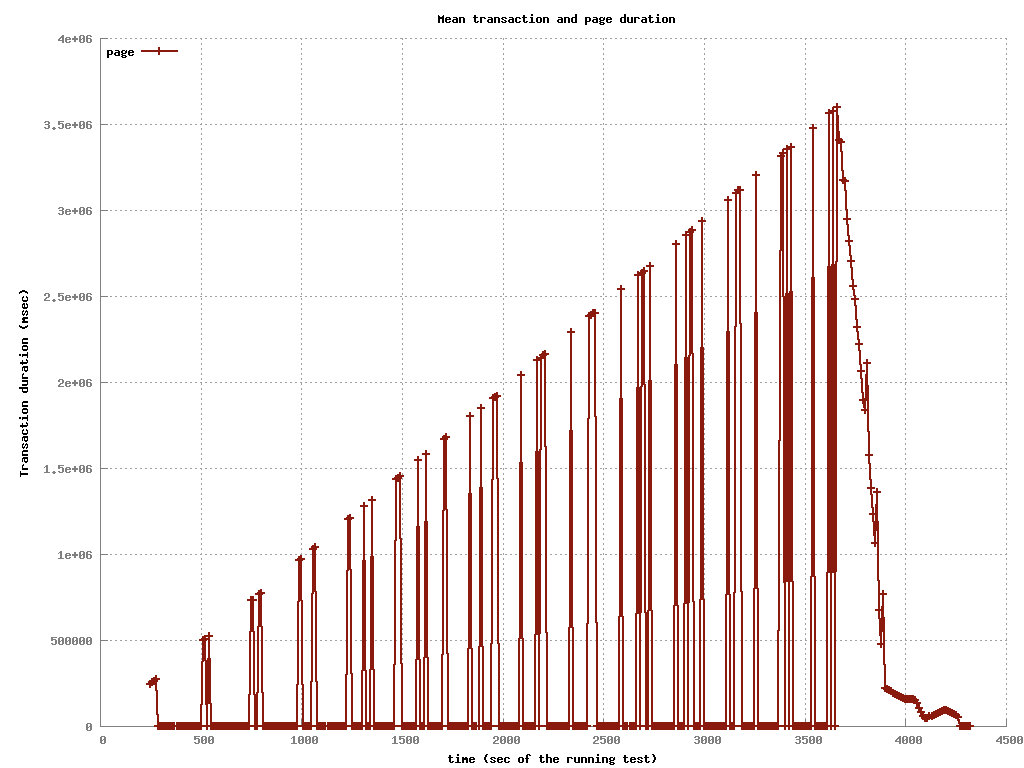 Mean transaction and page duration
page
4e+06
3.5e+06
3e+06
2.5e+06
2e+06
1.5e+06
1e+06
500000
0
Transaction duration (msec)
0 500 1000 1500 2000 2500 3000 3500 4000 4500
time (sec of the running test)